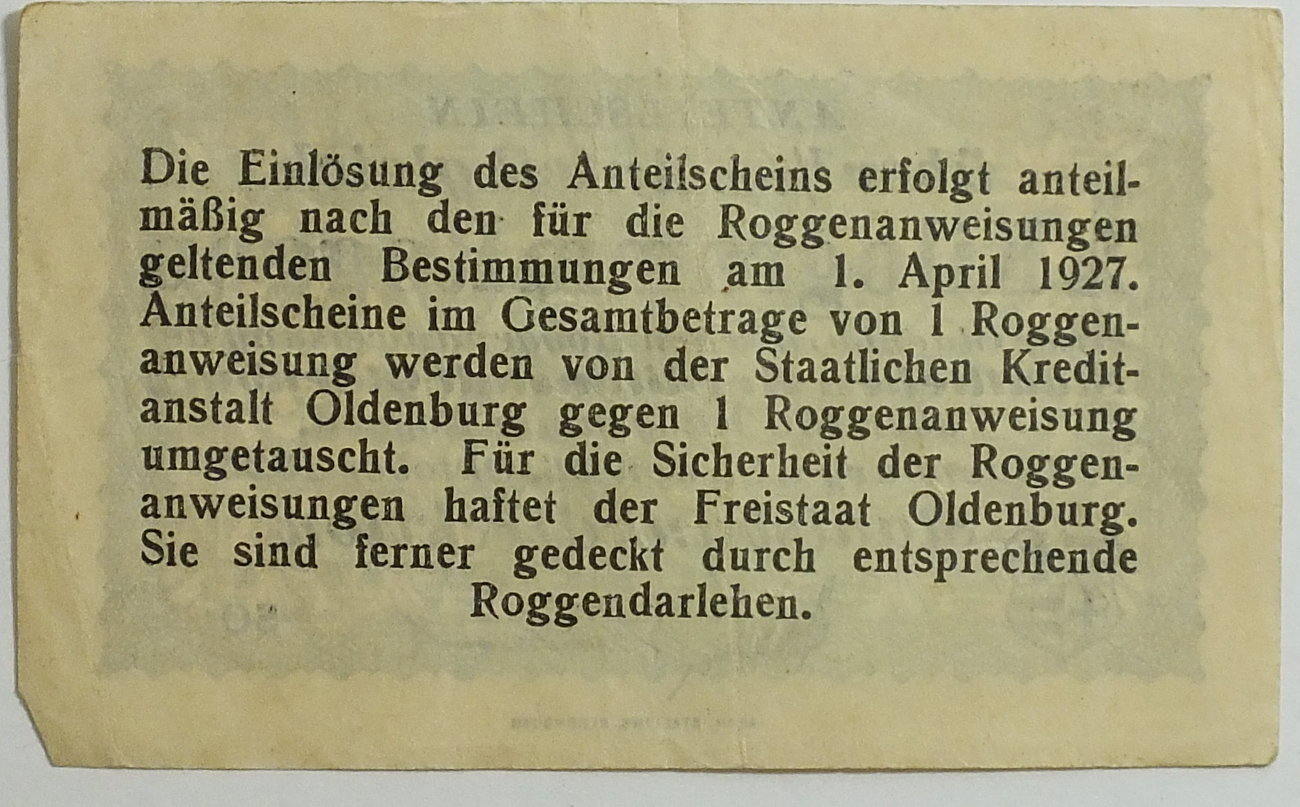 Die Einlösung des Anteilscheins erfolgt anteil-
mäßig nach den für die Roggenanweisungen
geltenden Bestimmungen am 1. April 1927.
Anteilscheine im Gesamtbetrage von 1 Roggen-
anweisung werden von der Staatlichen Kredit-
anstalt Oldenburg gegen 1 Roggenanweisung
umgetauscht. Für die Sicherheit der Roggen-
anweisungen haftet der Freistaat Oldenburg.
Sie sind ferner gedeckt durch entsprechende
Roggendarlehen.